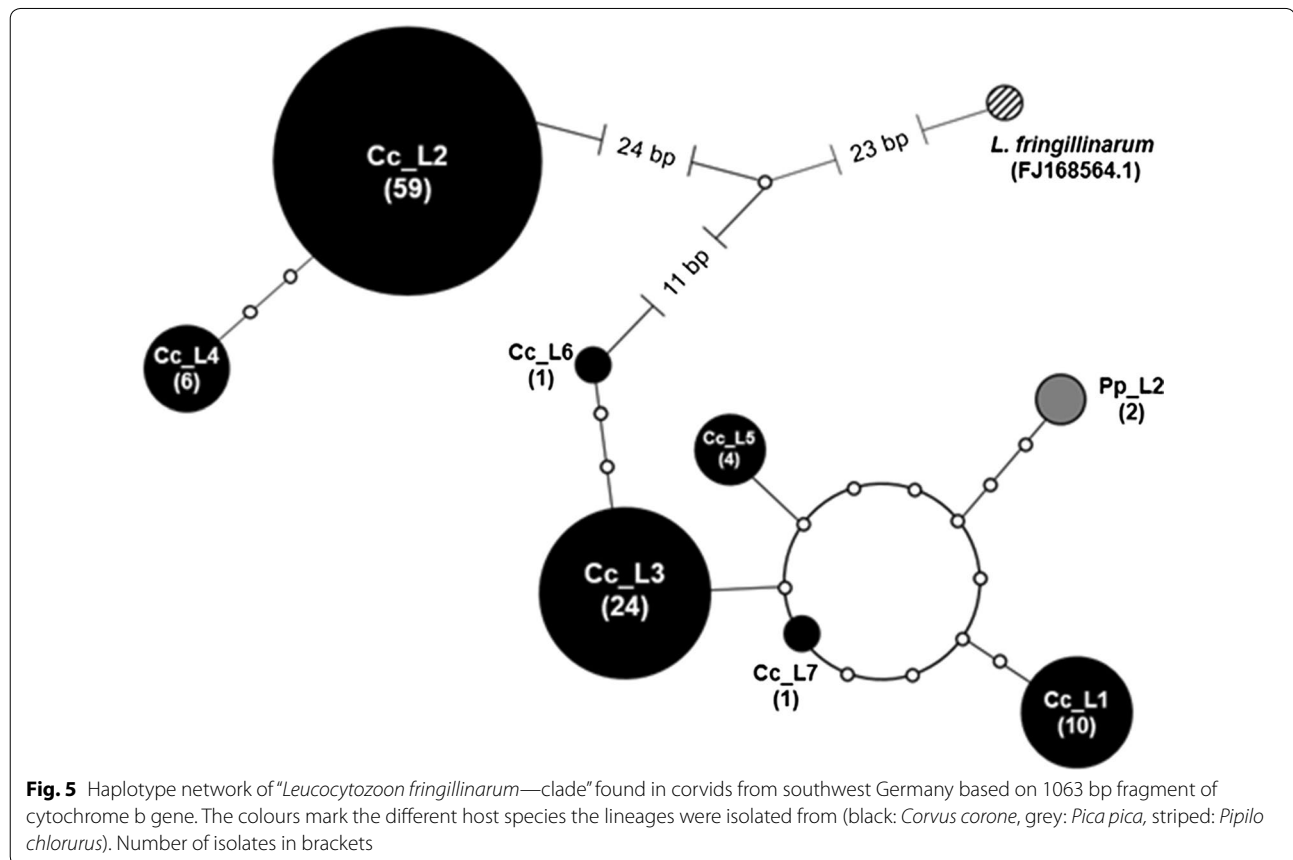 Cc_L2
(59)
24 bp
23 bp
L. fringillinarum
(FJ168564.1)
11 bp
Cc_L4
(6)
Cc_L6
(1)
Cc_L5
(4)
Pp_L2
(2)
Cc_L3
(24)
Cc_L7
(1)
Cc_L1
(10)
Fig. 5 Haplotype network of “Leucocytozoon fringillinarum—clade” found in corvids from southwest Germany based on 1063 bp fragment of
cytochrome b gene. The colours mark the different host species the lineages were isolated from (black: Corvus corone, grey: Pica pica, striped: Pipilo
chlorurus). Number of isolates in brackets